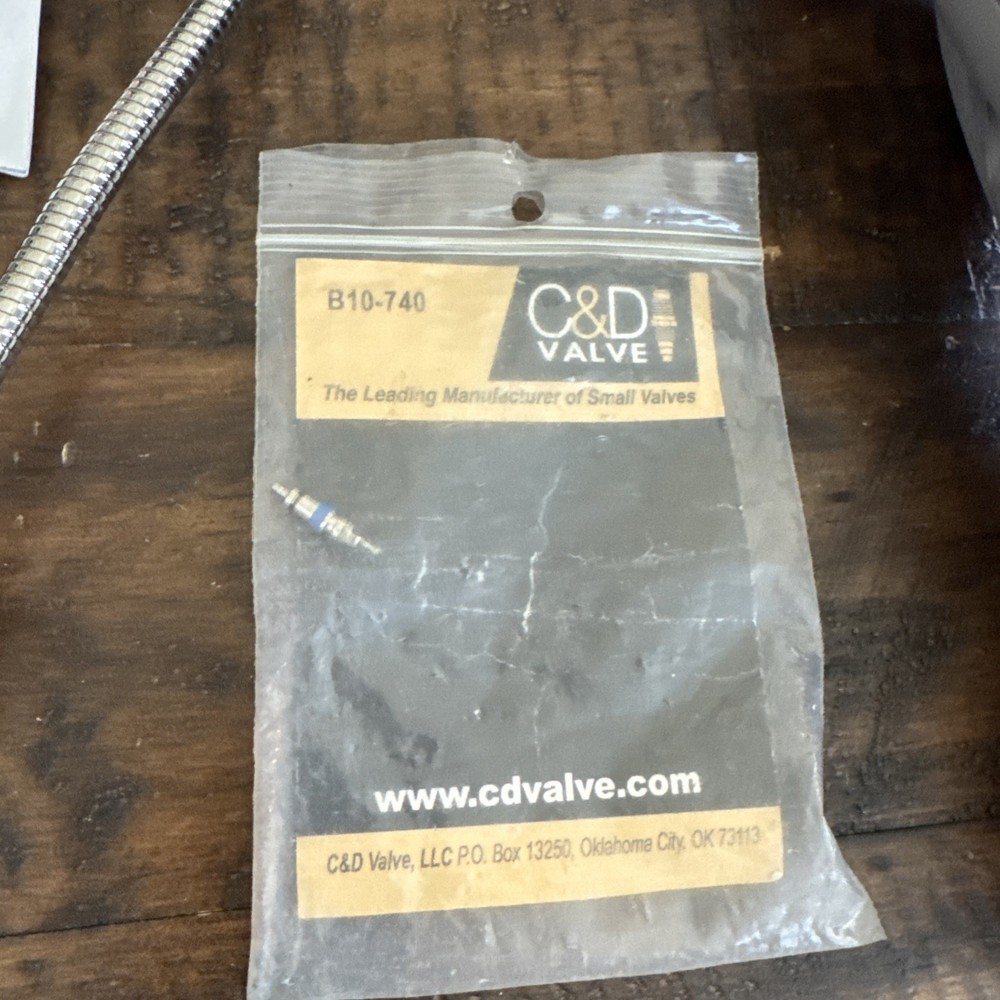 B10-740
C&D
VALVE
The Leading Manufacturer of Small Valves
www.cdvalve.com
C&D Valve, LLC P.O. Box 13250, Oklahoma City, OK 73113